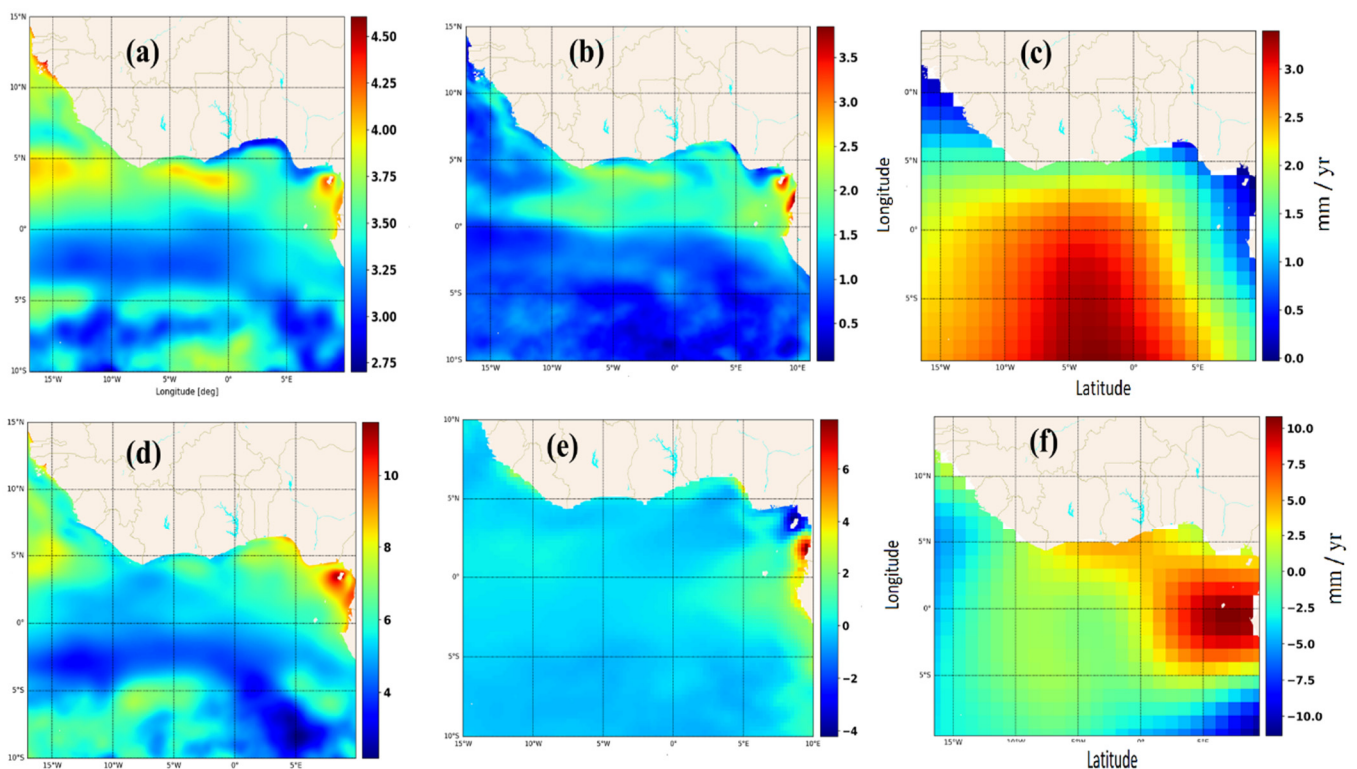 (a)
15°N
10°N
5°N
0°
5°S
10°S
15°W
10°W
5°W
0°
5°E
Longitude [deg]
4.50
4.25
4.00
3.75
3.50
3.25
3.00
2.75
(b)
15°N
10°N
5°N
0°
5°S
10°S
15°W
10°W
5°W
0°
5°E
10°E
3.5
3.0
2.5
2.0
1.5
1.0
0.5
(c)
0°N
5°N
0°
5°S
Longitude
15°W
10°W
5°W
0°
5°E
Latitude
3.0
2.5
2.0
1.5
1.0
0.5
0.0
mm / yr
(d)
15°N
10°N
5°N
0°
5°S
10°S
15°W
10°W
5°W
0°
5°E
10
8
6
4
(e)
10°N
5°N
0°
5°S
10°S
15°W
10°W
5°W
0°
5°E
10°E
6
4
2
0
−2
−4
(f)
10°N
5°N
0°
5°S
Longitude
15°W
10°W
5°W
0°
5°E
Latitude
10.0
7.5
5.0
2.5
0.0
−2.5
−5.0
−7.5
−10.0
mm / yr